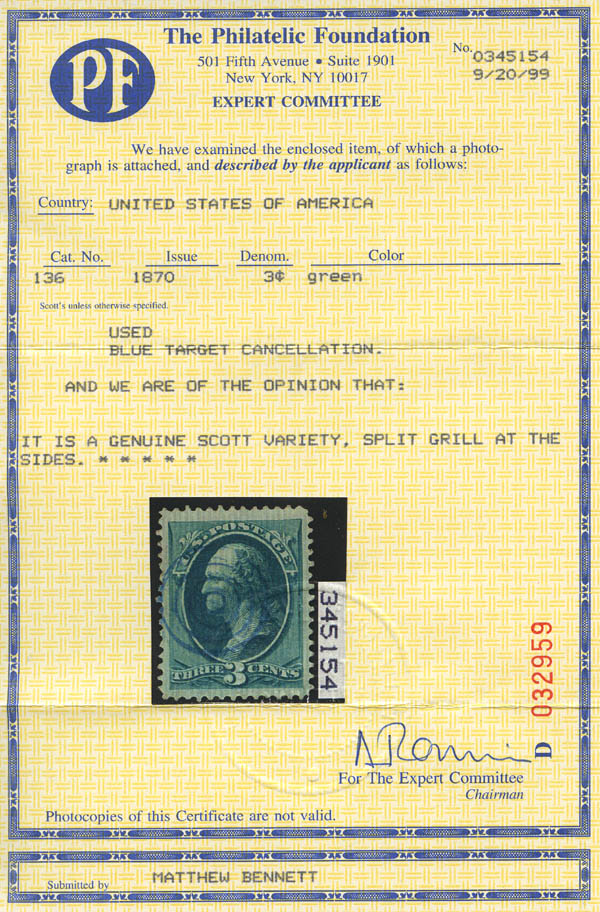 PF
The Philatelic Foundation
501 Fifth Avenue • Suite 1901
New York, NY 10017
EXPERT COMMITTEE
No. 0345154
9/20/99
We have examined the enclosed item, of which a photo-
graph is attached, and described by the applicant as follows:
Country: UNITED STATES OF AMERICA
Cat. No. Issue Denom. Color
136 1870 3¢ green
Scott's unless otherwise specified.
USED
BLUE TARGET CANCELLATION.
AND WE ARE OF THE OPINION THAT:
IT IS A GENUINE SCOTT VARIETY, SPLIT GRILL AT THE
SIDES. * * * * *
U.S. POSTAGE
THREE 3 CENTS
345154
D 032959
For The Expert Committee
Chairman
Photocopies of this Certificate are not valid.
Submitted by MATTHEW BENNETT